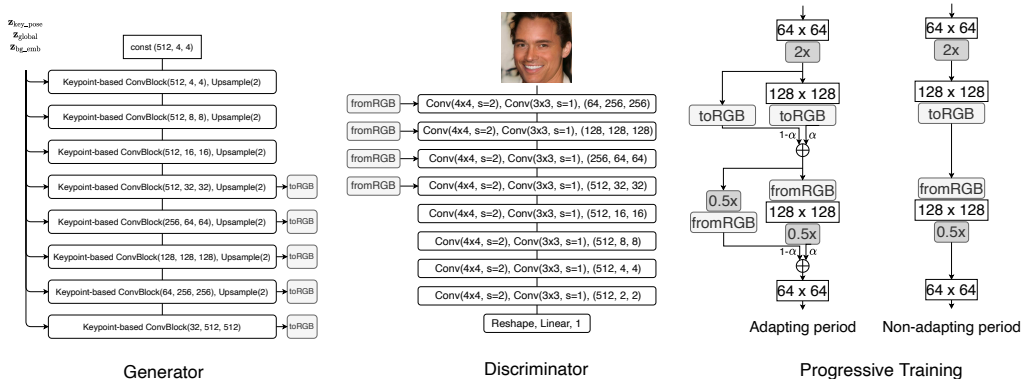 z_key_pose
z_global
z_bg_emb
const (512, 4, 4)
Keypoint-based ConvBlock(512, 4, 4), Upsample(2)
Keypoint-based ConvBlock(512, 8, 8), Upsample(2)
Keypoint-based ConvBlock(512, 16, 16), Upsample(2)
Keypoint-based ConvBlock(512, 32, 32), Upsample(2)
toRGB
Keypoint-based ConvBlock(256, 64, 64), Upsample(2)
toRGB
Keypoint-based ConvBlock(128, 128, 128), Upsample(2)
toRGB
Keypoint-based ConvBlock(64, 256, 256), Upsample(2)
toRGB
Keypoint-based ConvBlock(32, 512, 512)
toRGB
Generator
fromRGB
Conv(4x4, s=2), Conv(3x3, s=1), (64, 256, 256)
fromRGB
Conv(4x4, s=2), Conv(3x3, s=1), (128, 128, 128)
fromRGB
Conv(4x4, s=2), Conv(3x3, s=1), (256, 64, 64)
fromRGB
Conv(4x4, s=2), Conv(3x3, s=1), (512, 32, 32)
Conv(4x4, s=2), Conv(3x3, s=1), (512, 16, 16)
Conv(4x4, s=2), Conv(3x3, s=1), (512, 8, 8)
Conv(4x4, s=2), Conv(3x3, s=1), (512, 4, 4)
Conv(4x4, s=2), Conv(3x3, s=1), (512, 2, 2)
Reshape, Linear, 1
Discriminator
64 x 64
2x
128 x 128
toRGB
toRGB
1-α
α
0.5x
fromRGB
fromRGB
128 x 128
0.5x
1-α
α
64 x 64
Adapting period
64 x 64
2x
128 x 128
toRGB
fromRGB
128 x 128
0.5x
64 x 64
Non-adapting period
Progressive Training